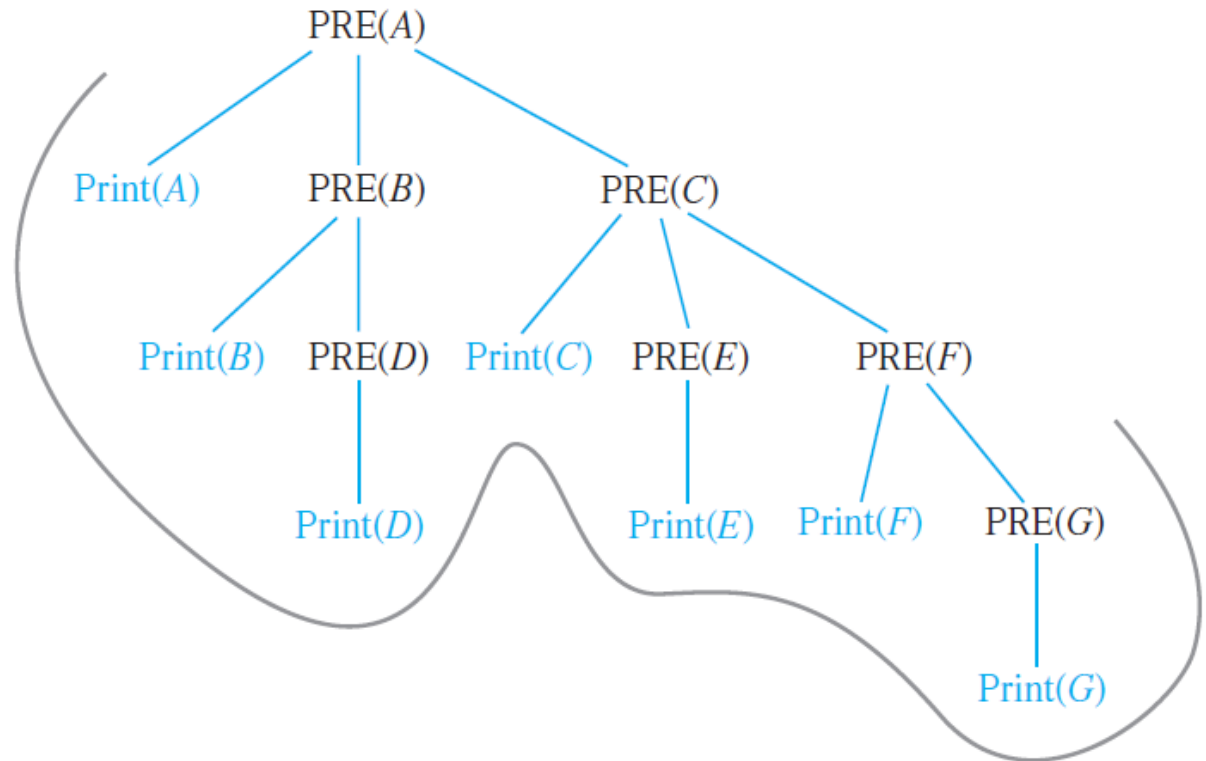 PRE(A)
Print(A) PRE(B) PRE(C)
Print(B) PRE(D) Print(C) PRE(E) PRE(F)
Print(D) Print(E) Print(F) PRE(G)
Print(G)